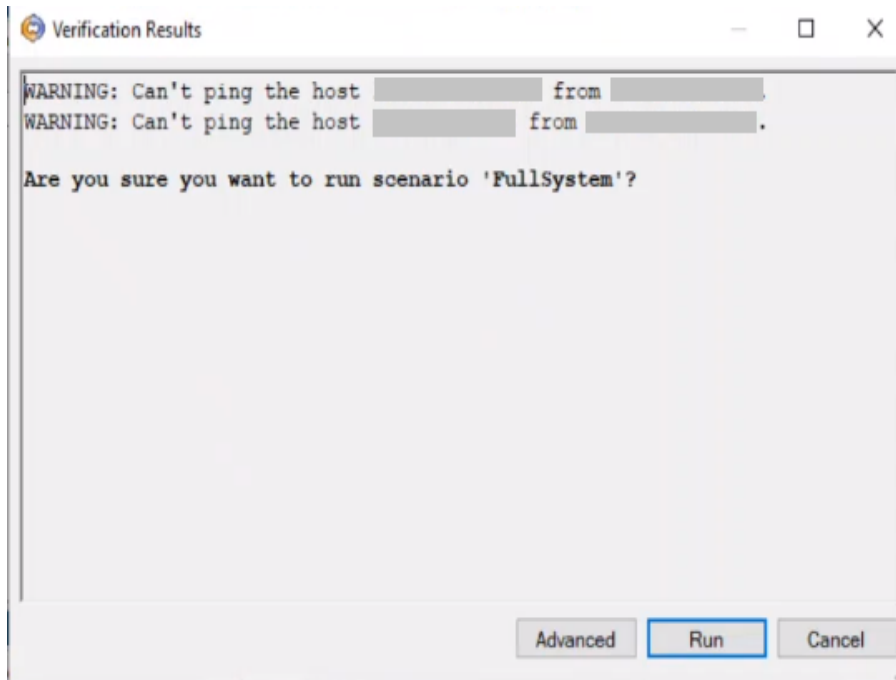 Verification Results
WARNING: Can't ping the host from .
WARNING: Can't ping the host from .
Are you sure you want to run scenario 'FullSystem'?
Advanced Run Cancel